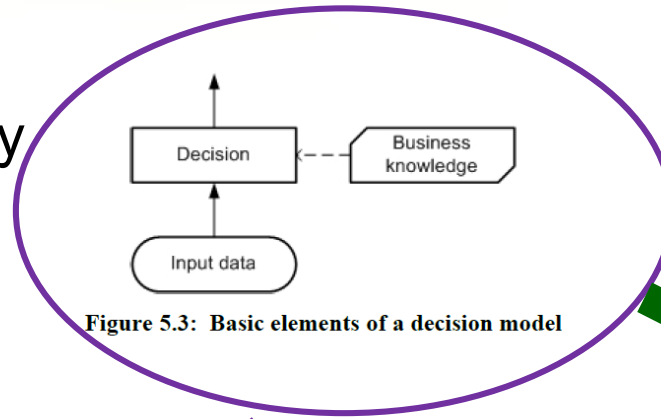 y
Decision
Business
knowledge
Input data
Figure 5.3: Basic elements of a decision model